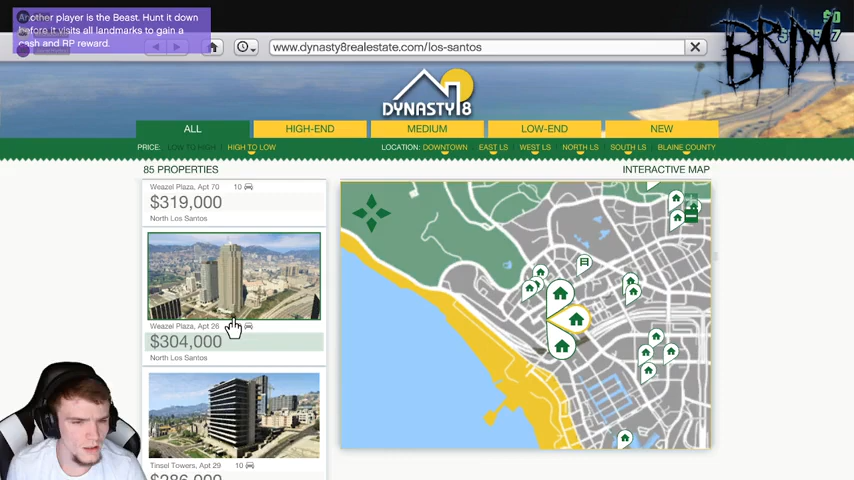 Another player is the Beast. Hunt it down
before it visits all landmarks to gain a
cash and RP reward.
$0
BRIM
www.dynasty8realestate.com/los-santos
DYNASTY8
ALL
HIGH-END
MEDIUM
LOW-END
NEW
PRICE: LOW TO HIGH HIGH TO LOW
LOCATION: DOWNTOWN EAST LS WEST LS NORTH LS SOUTH LS BLAINE COUNTY
85 PROPERTIES
INTERACTIVE MAP
Weazel Plaza, Apt 70 10
$319,000
North Los Santos
Weazel Plaza, Apt 26
$304,000
North Los Santos
Tinsel Towers, Apt 29 10
$286,000